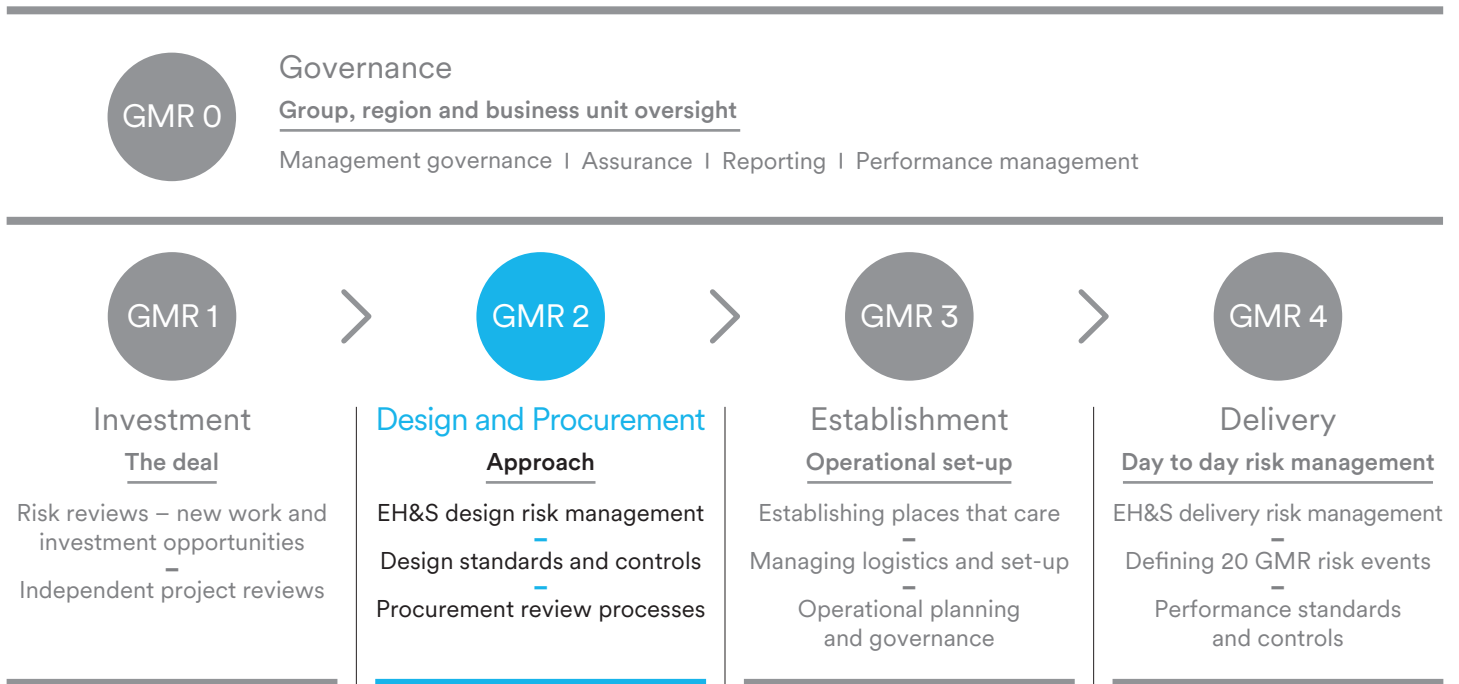 GMR 0
Governance
Group, region and business unit oversight
Management governance I Assurance I Reporting I Performance management
GMR 1
Investment
The deal
Risk reviews – new work and
investment opportunities
–
Independent project reviews
GMR 2
Design and Procurement
Approach
EH&S design risk management
–
Design standards and controls
–
Procurement review processes
GMR 3
Establishment
Operational set-up
Establishing places that care
–
Managing logistics and set-up
–
Operational planning
and governance
GMR 4
Delivery
Day to day risk management
EH&S delivery risk management
–
Defining 20 GMR risk events
–
Performance standards
and controls